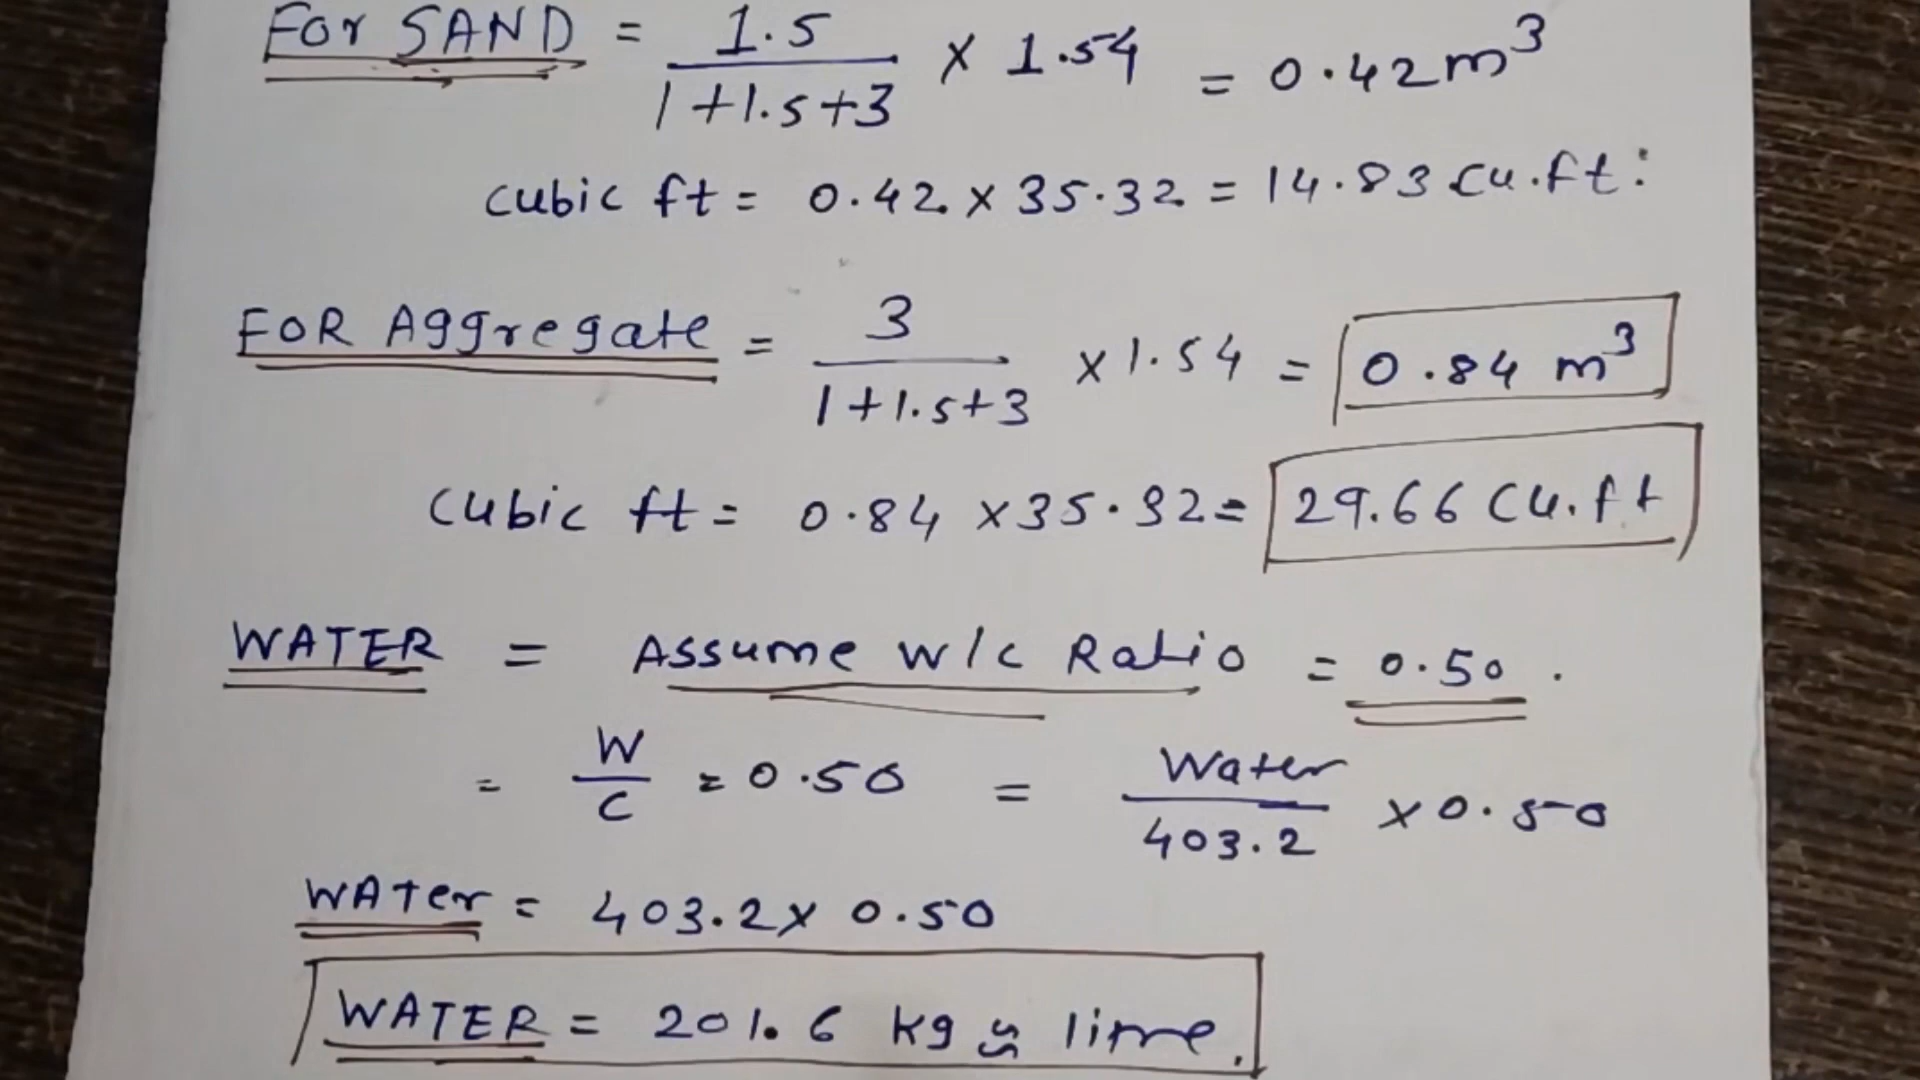 For SAND = 1.5 / 1+1.5+3 × 1.54 = 0.42 m³
cubic ft = 0.42 × 35.32 = 14.83 cu.ft:
FOR Aggregate = 3 / 1+1.5+3 × 1.54 = 0.84 m³
cubic ft = 0.84 × 35.32 = 29.66 cu.ft
WATER = Assume w/c Ratio = 0.50 .
= W / C = 0.50 = Water / 403.2 × 0.50
WATer = 403.2 × 0.50
WATER = 201.6 kg litre.